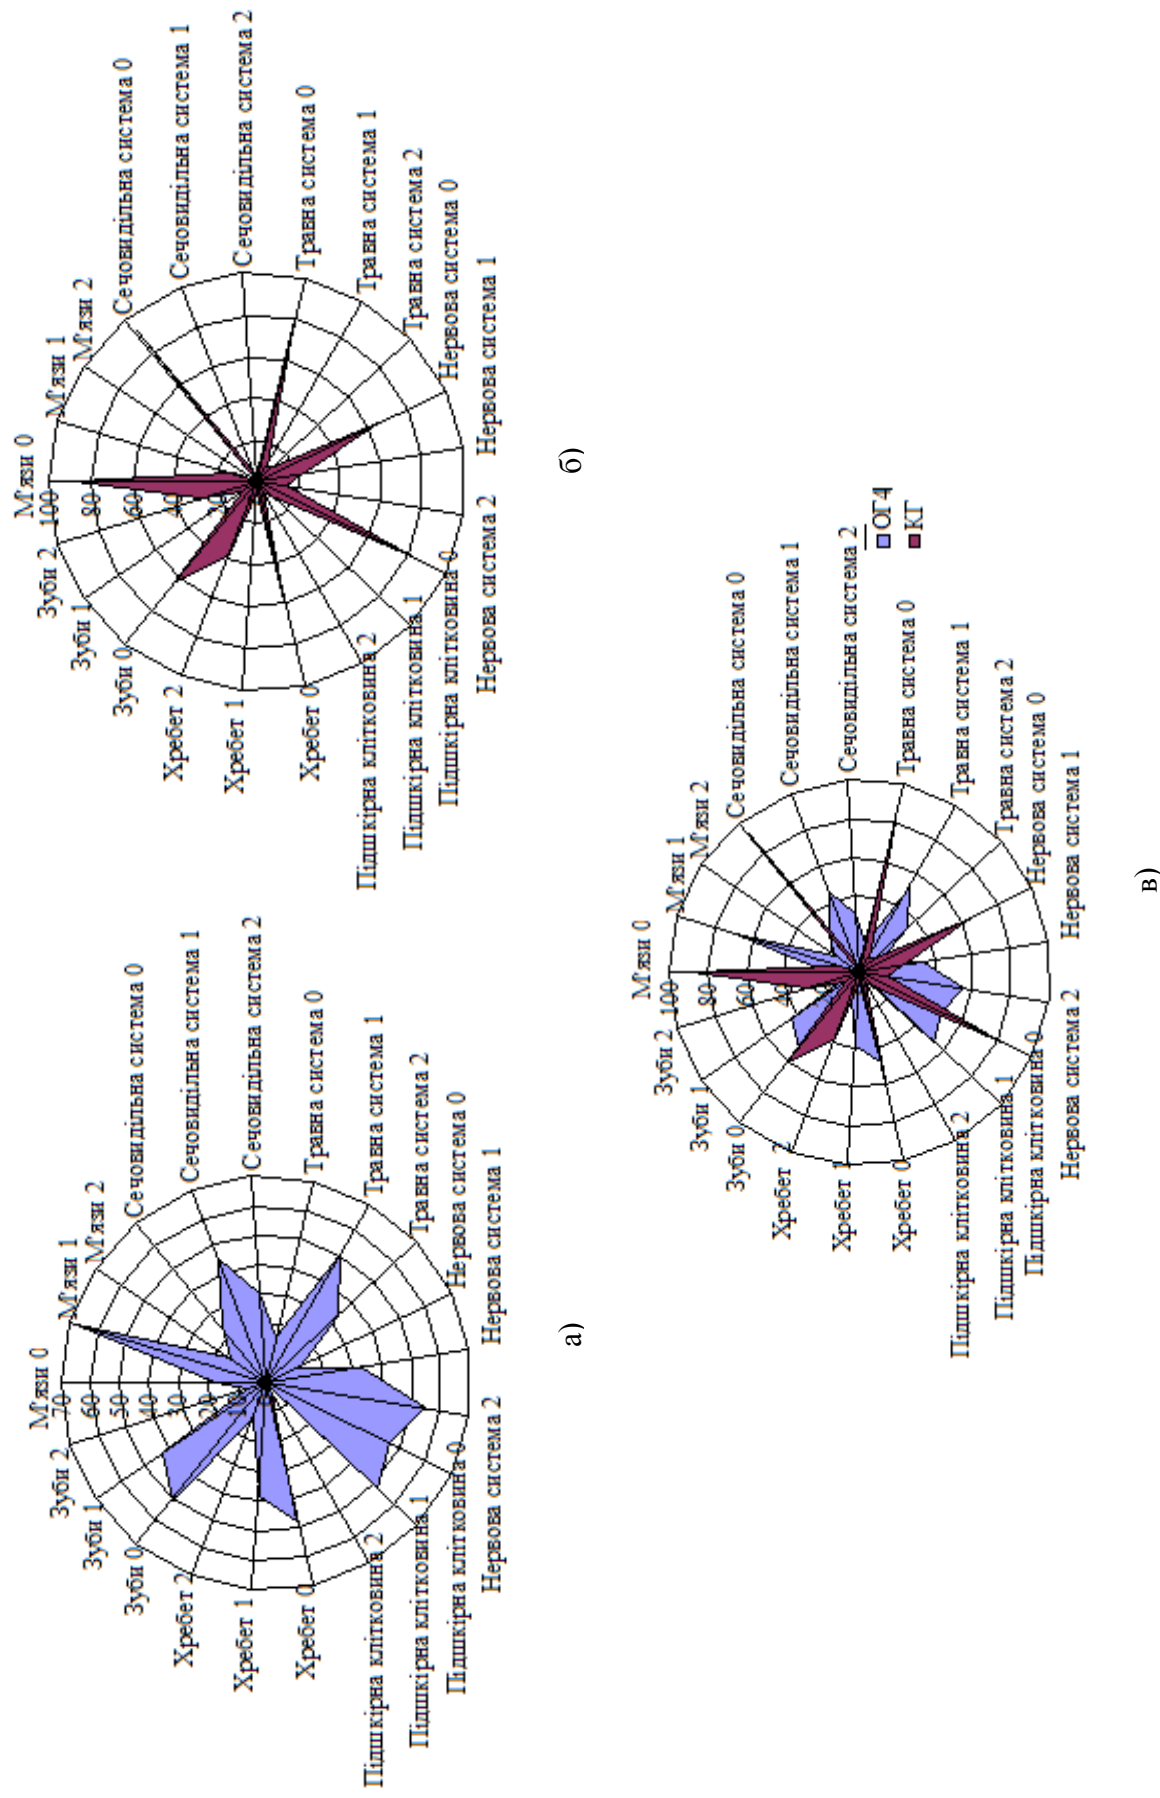 М'язи 0
М'язи 1
М'язи 2
Сечовидільна система 0
Сечовидільна система 1
Сечовидільна система 2
Травна система 0
Травна система 1
Травна система 2
Нервова система 0
Нервова система 1
Нервова система 2
Підшкірна клітковина 0
Підшкірна клітковина 1
Підшкірна клітковина 2
Хребет 0
Хребет 1
Хребет 2
Зуби 0
Зуби 1
Зуби 2
70
60
50
40
30
20
10
0
а)
М'язи 0
М'язи 1
М'язи 2
Сечовидільна система 0
Сечовидільна система 1
Сечовидільна система 2
Травна система 0
Травна система 1
Травна система 2
Нервова система 0
Нервова система 1
Нервова система 2
Підшкірна клітковина 0
Підшкірна клітковина 1
Підшкірна клітковина 2
Хребет 0
Хребет 1
Хребет 2
Зуби 0
Зуби 1
Зуби 2
100
80
60
40
20
б)
М'язи 0
М'язи 1
М'язи 2
Сечовидільна система 0
Сечовидільна система 1
Сечовидільна система 2
Травна система 0
Травна система 1
Травна система 2
Нервова система 0
Нервова система 1
Нервова система 2
Підшкірна клітковина 0
Підшкірна клітковина 1
Підшкірна клітковина 2
Хребет 0
Хребет 1
Хребет 2
Зуби 0
Зуби 1
Зуби 2
100
80
60
40
ОГ4
КГ
в)